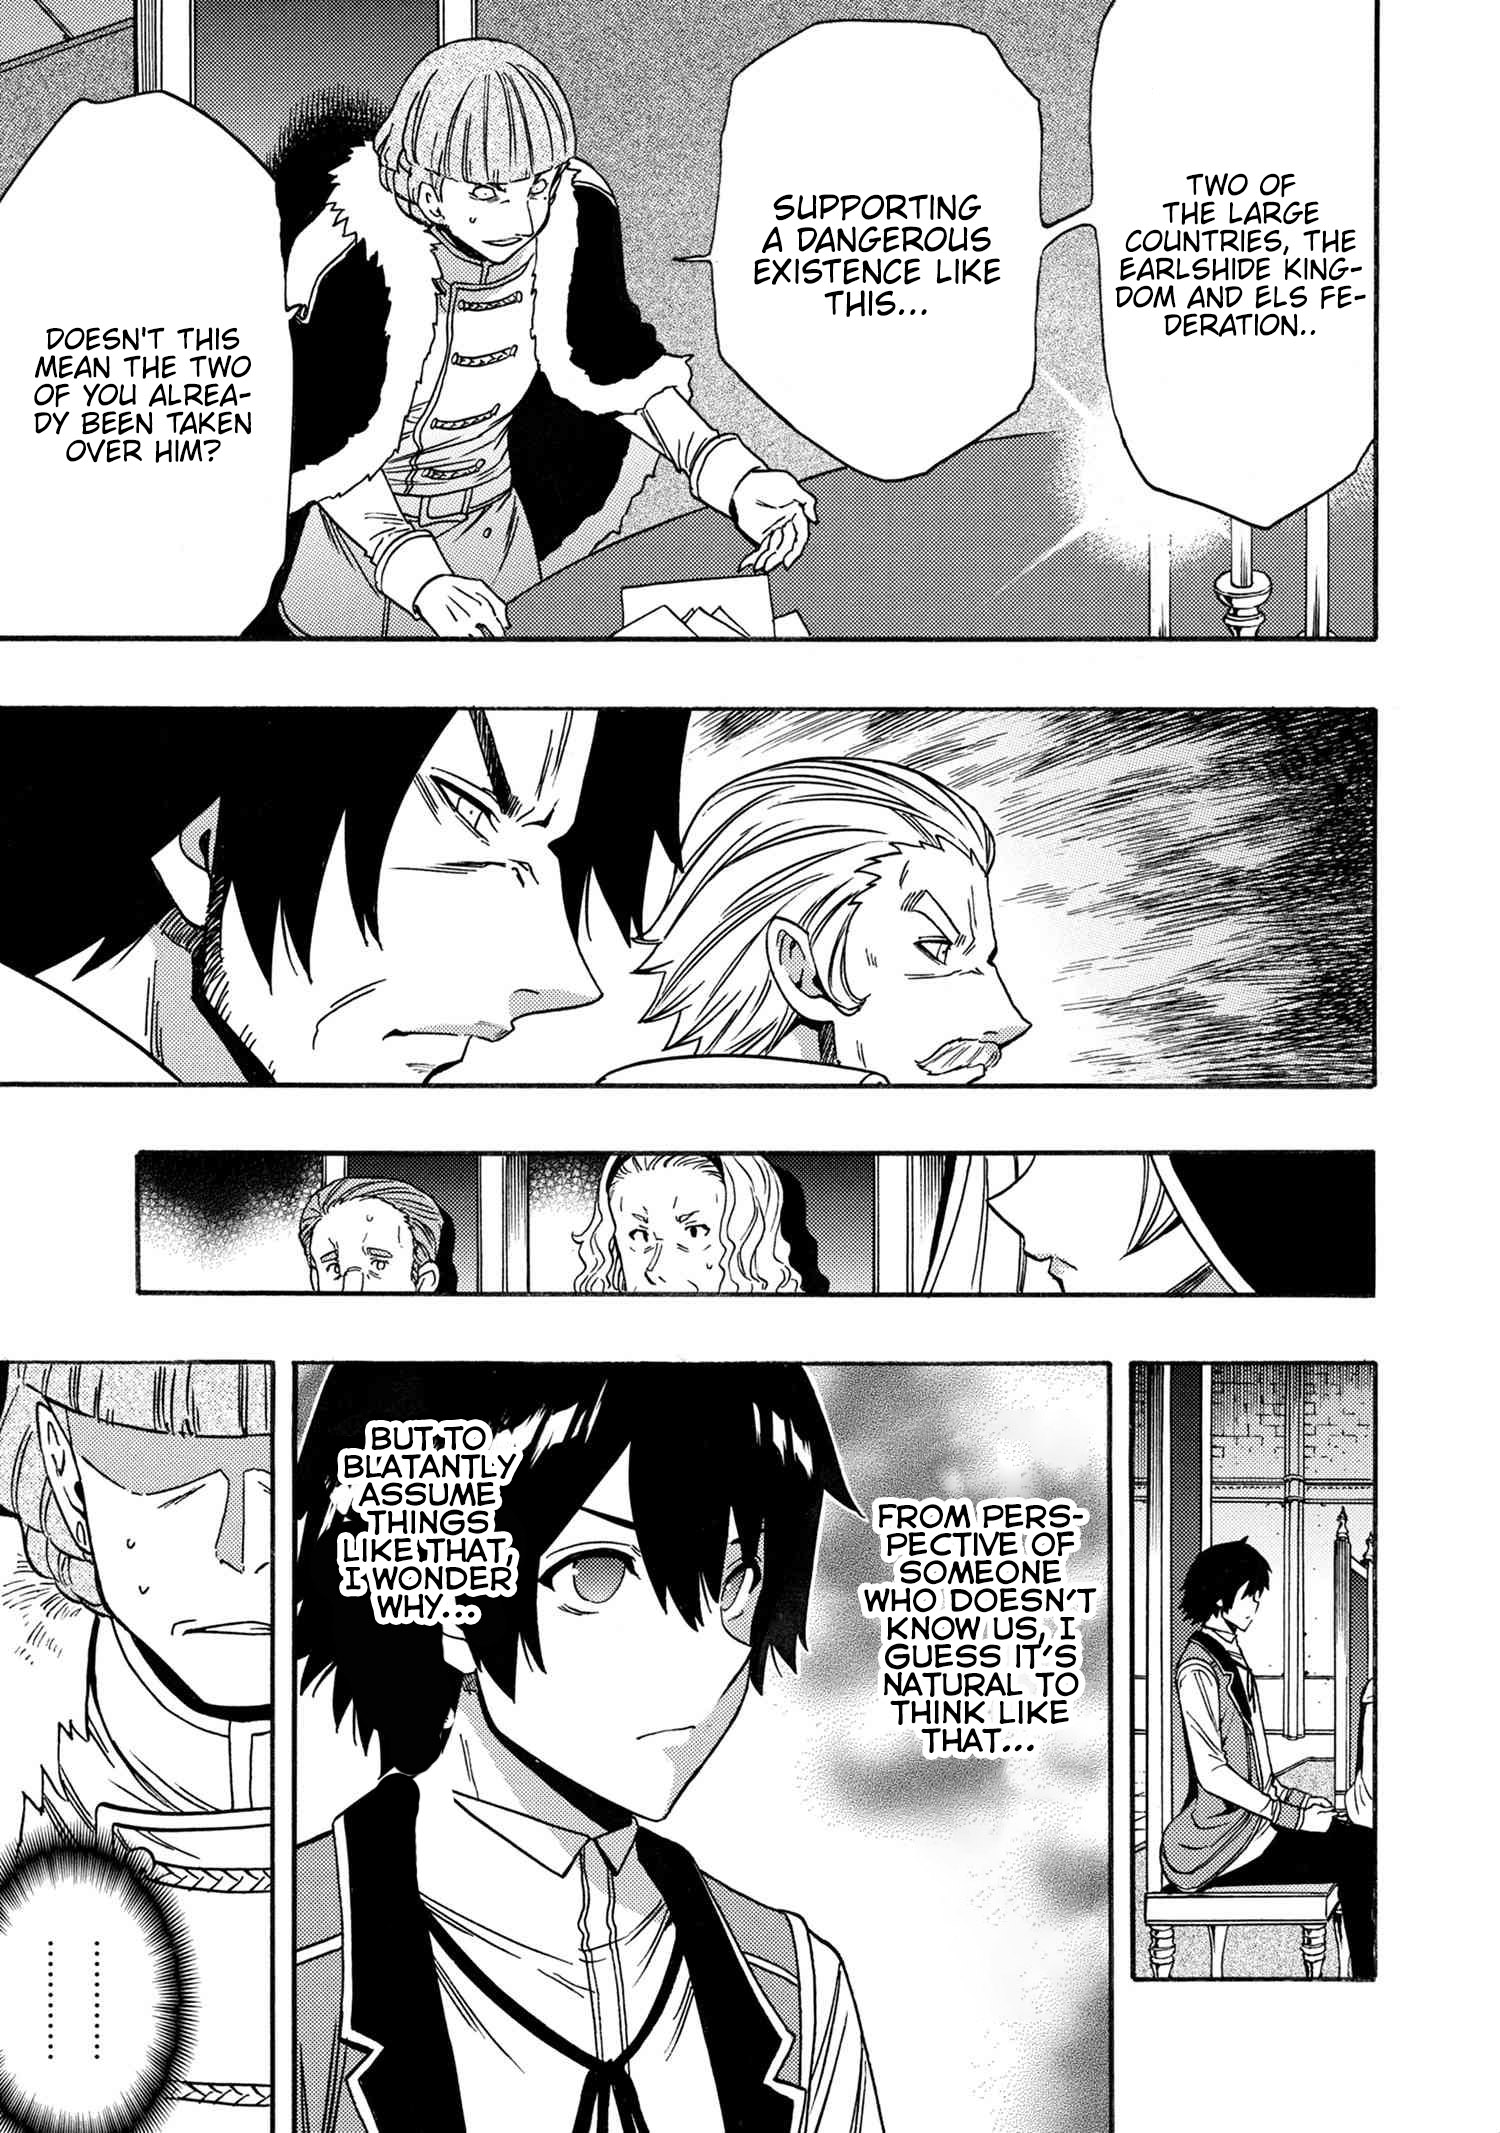 TWO OF
THE LARGE
COUNTRIES, THE
EARLSHIDE KING-
DOM AND ELS FE-
DERATION..
SUPPORTING
A DANGEROUS
EXISTENCE LIKE
THIS...
DOESN'T THIS
MEAN THE TWO
OF YOU ALREA-
DY BEEN TAKEN
OVER HIM?
FROM PERS-
PECTIVE OF
SOMEONE
WHO DOESN'T
KNOW US, I
GUESS IT'S
NATURAL TO
THINK LIKE
THAT...
BUT TO
BLATANTLY
ASSUME
THINGS
LIKE THAT,
I WONDER
WHY...
............
............